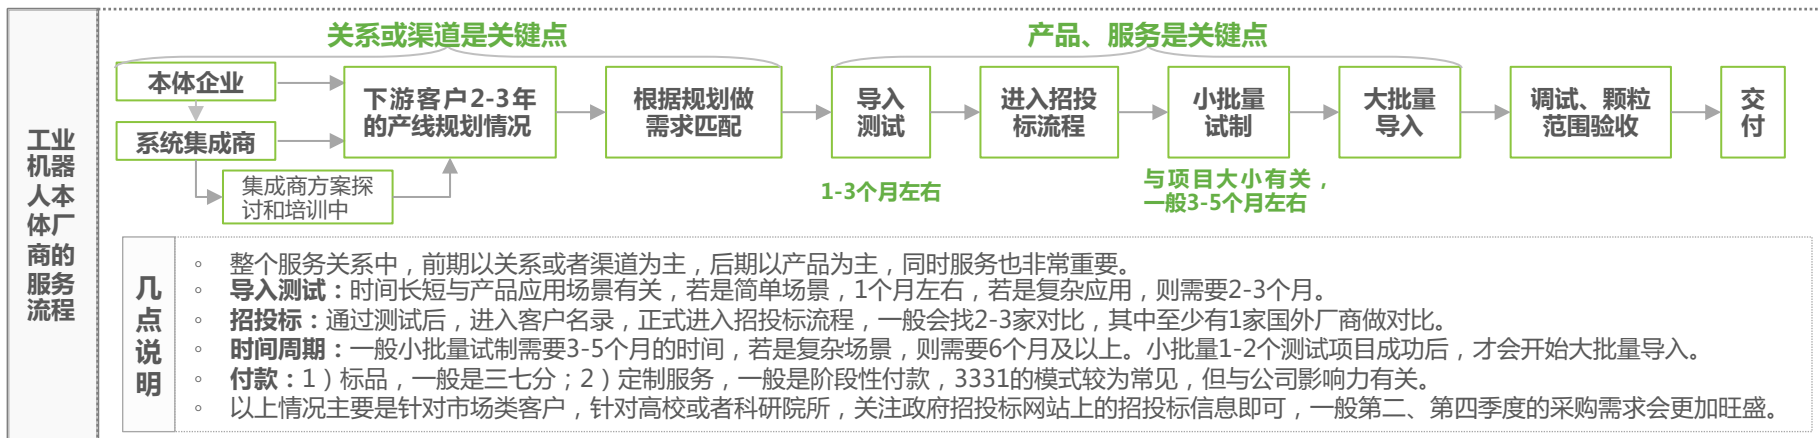 工业
机器
人本
体厂
商的
服务
流程
关系或渠道是关键点
产品、服务是关键点
本体企业
系统集成商
集成商方案探
讨和培训中
下游客户2-3年
的产线规划情况
根据规划做
需求匹配
导入
测试
进入招投
标流程
小批量
试制
大批量
导入
调试、颗粒
范围验收
交
付
1-3个月左右
与项目大小有关，
一般3-5个月左右
几
点
说
明
◦ 整个服务关系中，前期以关系或者渠道为主，后期以产品为主，同时服务也非常重要。
◦ 导入测试：时间长短与产品应用场景有关，若是简单场景，1个月左右，若是复杂应用，则需要2-3个月。
◦ 招投标：通过测试后，进入客户名录，正式进入招投标流程，一般会找2-3家对比，其中至少有1家国外厂商做对比。
◦ 时间周期：一般小批量试制需要3-5个月的时间，若是复杂场景，则需要6个月及以上。小批量1-2个测试项目成功后，才会开始大批量导入。
◦ 付款：1）标品，一般是三七分；2）定制服务，一般是阶段性付款，3331的模式较为常见，但与公司影响力有关。
◦ 以上情况主要是针对市场类客户，针对高校或者科研院所，关注政府招投标网站上的招投标信息即可，一般第二、第四季度的采购需求会更加旺盛。